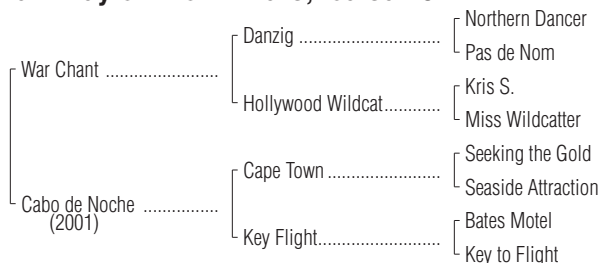 Northern Dancer
Danzig ........................................
Pas de Nom
War Chant .......................
Kris S.
Hollywood Wildcat............
Miss Wildcatter
Seeking the Gold
Cape Town .......................
Seaside Attraction
Cabo de Noche ................
(2001)
Bates Motel
Key Flight.........................
Key to Flight